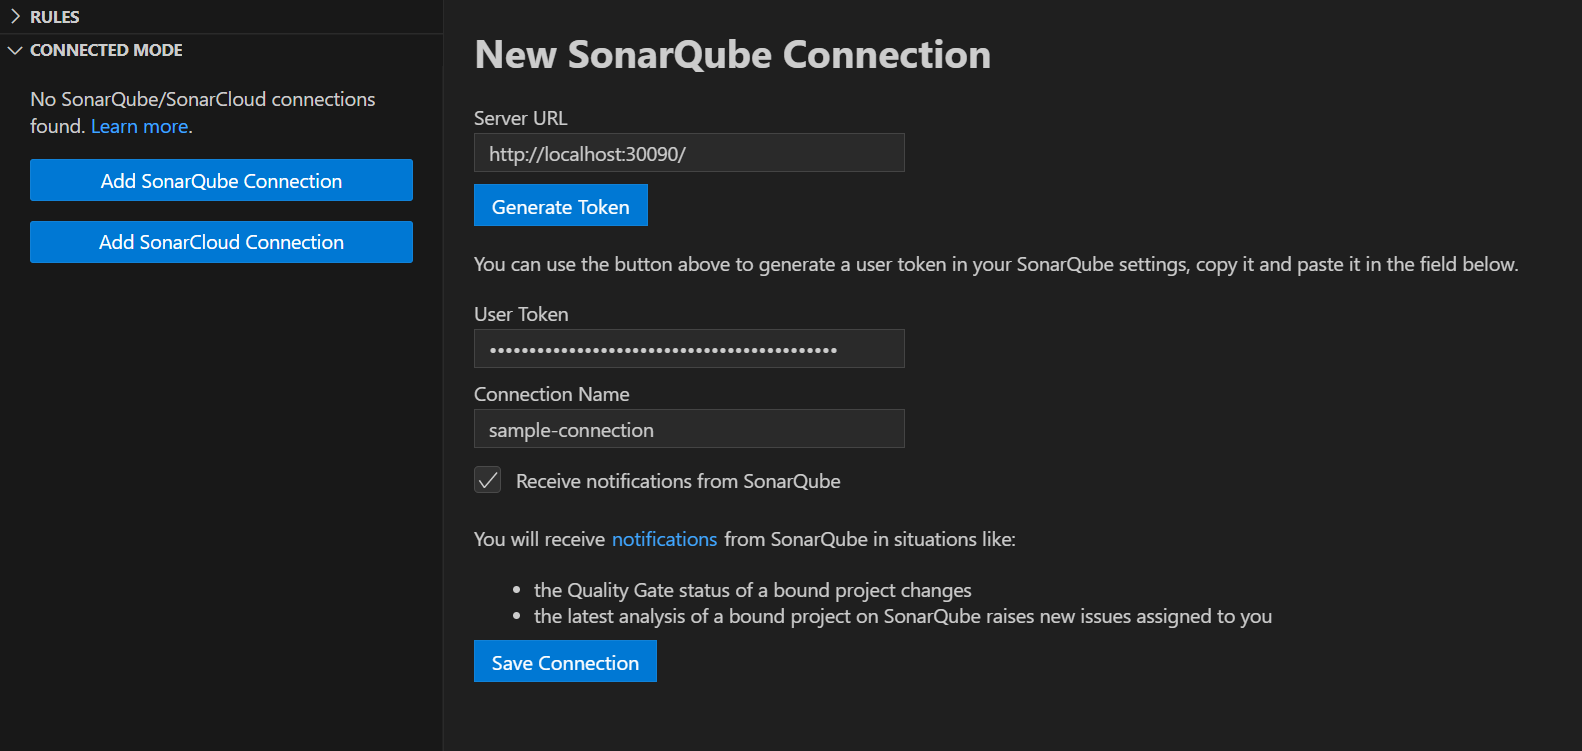 RULES
CONNECTED MODE
No SonarQube/SonarCloud connections
found. Learn more.
Add SonarQube Connection
Add SonarCloud Connection
New SonarQube Connection
Server URL
http://localhost:30090/
Generate Token
You can use the button above to generate a user token in your SonarQube settings, copy it and paste it in the field below.
User Token
••••••••••••••••••••••••••••••••••••••••••••
Connection Name
sample-connection
Receive notifications from SonarQube
You will receive notifications from SonarQube in situations like:
• the Quality Gate status of a bound project changes
• the latest analysis of a bound project on SonarQube raises new issues assigned to you
Save Connection